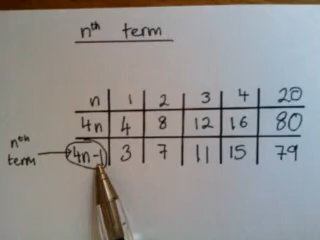 nth term
n 1 2 3 4 20
4n 4 8 12 16 80
nth term 4n-1 3 7 11 15 79